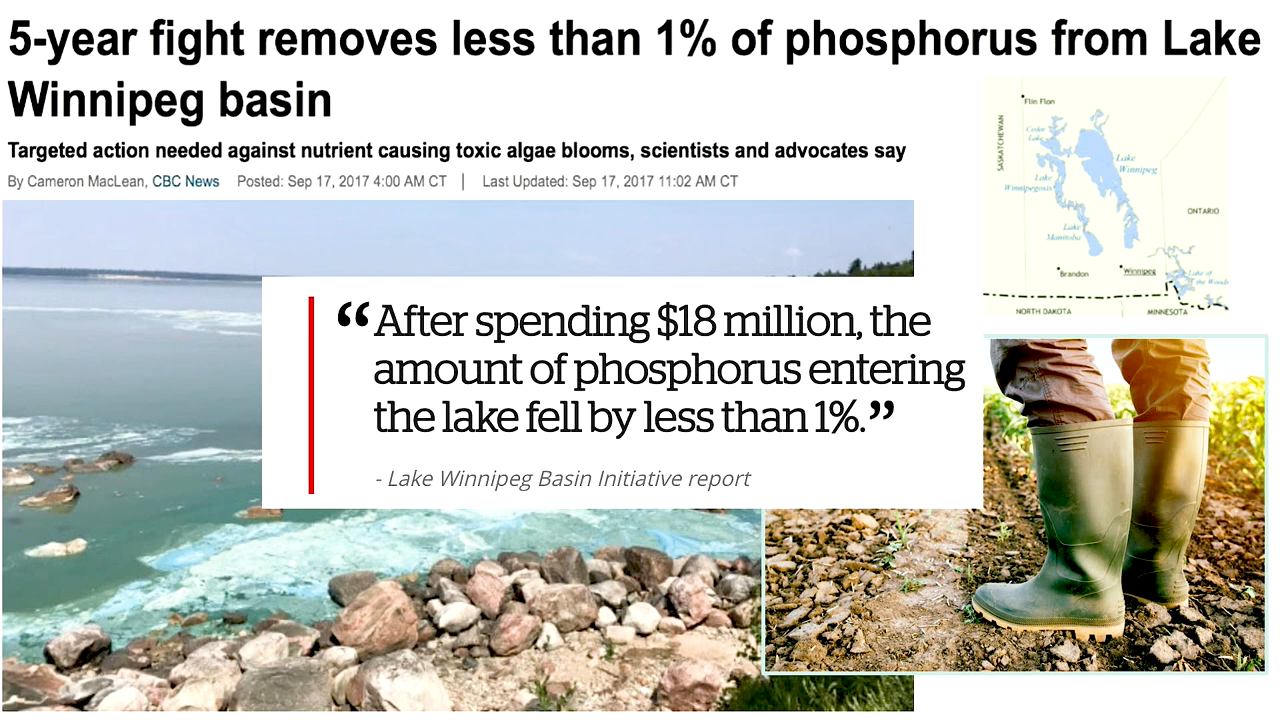 5-year fight removes less than 1% of phosphorus from Lake
Winnipeg basin
Targeted action needed against nutrient causing toxic algae blooms, scientists and advocates say
By Cameron MacLean, CBC News Posted: Sep 17, 2017 4:00 AM CT | Last Updated: Sep 17, 2017 11:02 AM CT
“After spending $18 million, the
amount of phosphorus entering
the lake fell by less than 1%.”
- Lake Winnipeg Basin Initiative report
Flin Flon
SASKATCHEWAN
Cedar
Lake
Lake
Winnipeg
Lake
Winnipegosis
ONTARIO
Lake
Manitoba
Brandon
Winnipeg
Lake of
the Woods
NORTH DAKOTA
MINNESOTA